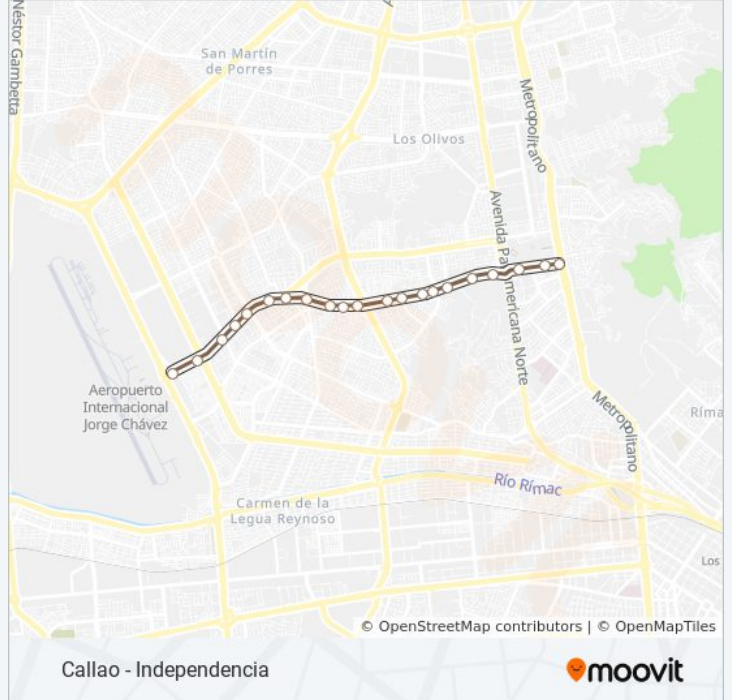 Néstor Gambetta
San Martín
de Porres
Metropolitano
Los Olivos
Avenida Panamericana Norte
Aeropuerto
Internacional
Jorge Chávez
Metropolitano
Ríma
Río Rímac
Carmen de la
Legua Reynoso
Los
© OpenStreetMap contributors | © OpenMapTiles
Callao - Independencia
moovit